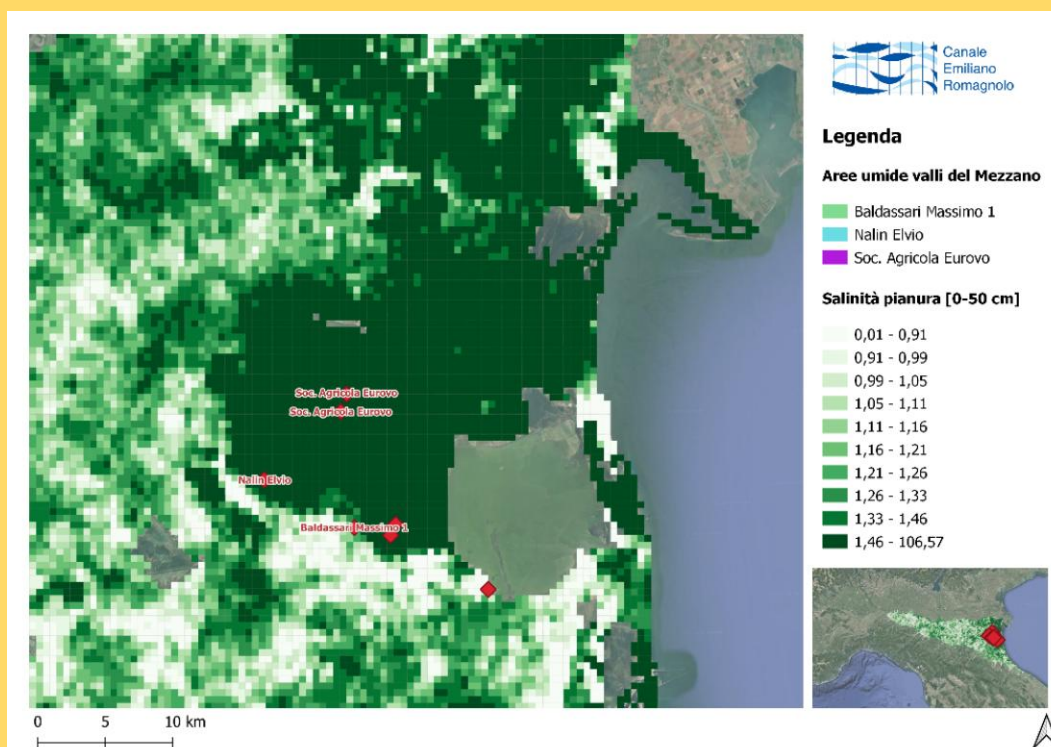 Canale
Emiliano
Romagnolo
Legenda
Aree umide valli del Mezzano
Baldassari Massimo 1
Nalin Elvio
Soc. Agricola Eurovo
Salinità pianura [0-50 cm]
0,01 - 0,91
0,91 - 0,99
0,99 - 1,05
1,05 - 1,11
1,11 - 1,16
1,16 - 1,21
1,21 - 1,26
1,26 - 1,33
1,33 - 1,46
1,46 - 106,57
Soc. Agricola Eurovo
Soc. Agricola Eurovo
Nalin Elvio
Baldassari Massimo 1
0 5 10 km